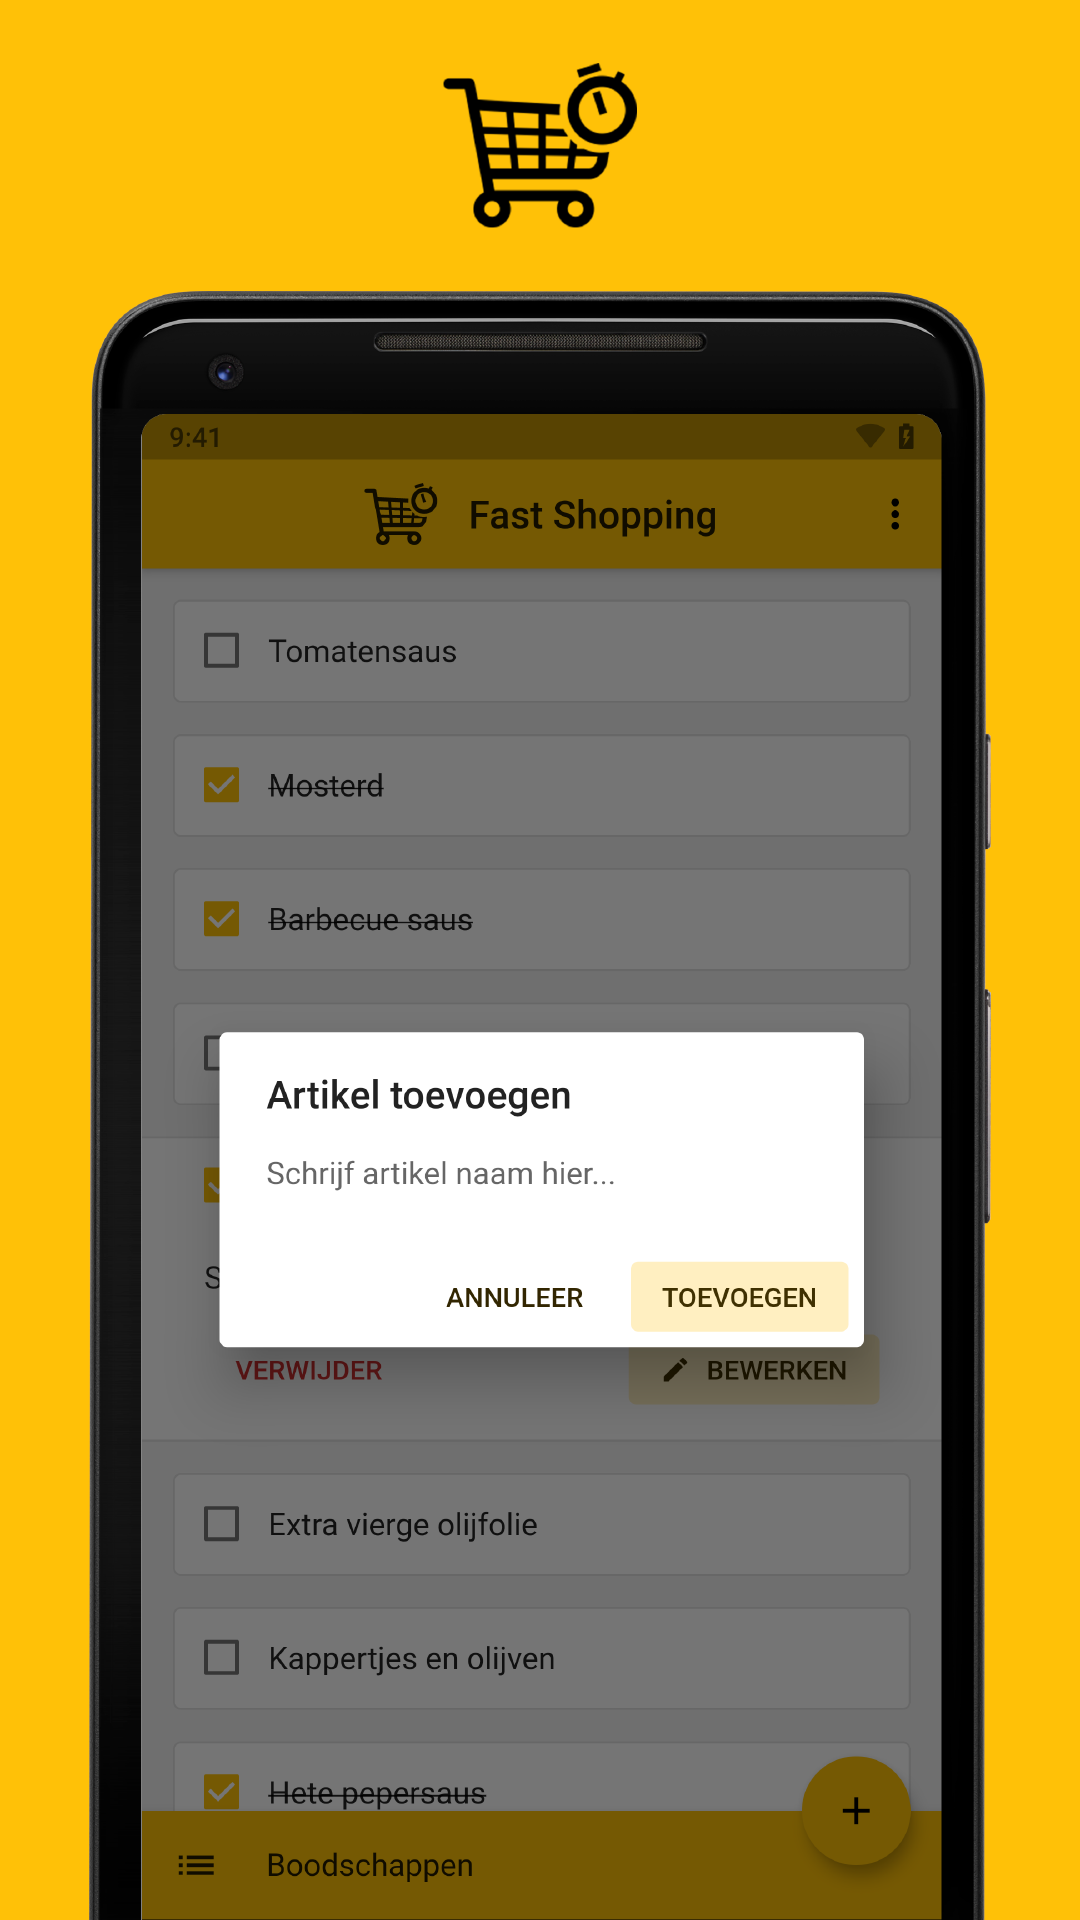 9:41
Fast Shopping
Tomatensaus
Mosterd
Barbecue saus
Artikel toevoegen
Schrijf artikel naam hier...
S
ANNULEER TOEVOEGEN
VERWIJDER BEWERKEN
Extra vierge olijfolie
Kappertjes en olijven
Hete pepersaus
Boodschappen